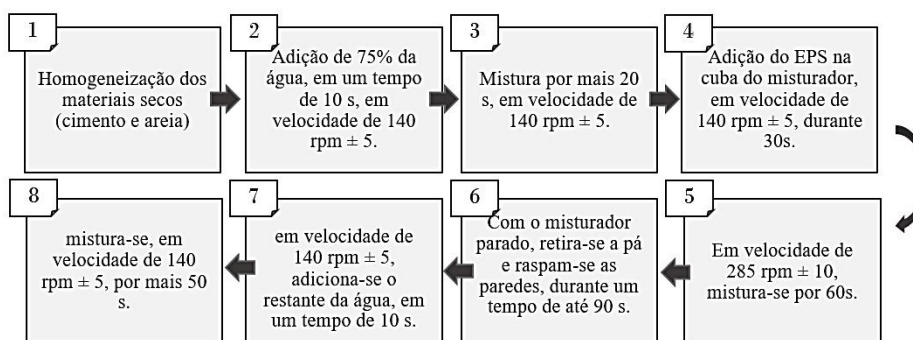 1
Homogeneização dos
materiais secos
(cimento e areia)
2
Adição de 75% da
água, em um tempo
de 10 s, em
velocidade de 140
rpm ± 5.
3
Mistura por mais 20
s, em velocidade de
140 rpm ± 5.
4
Adição do EPS na
cuba do misturador,
em velocidade de
140 rpm ± 5, durante
30s.
5
Em velocidade de
285 rpm ± 10,
mistura-se por 60s.
6
Com o misturador
parado, retira-se a pá
e raspam-se as
paredes, durante um
tempo de até 90 s.
7
em velocidade de
140 rpm ± 5,
adiciona-se o
restante da água, em
um tempo de 10 s.
8
mistura-se, em
velocidade de 140
rpm ± 5, por mais 50
s.